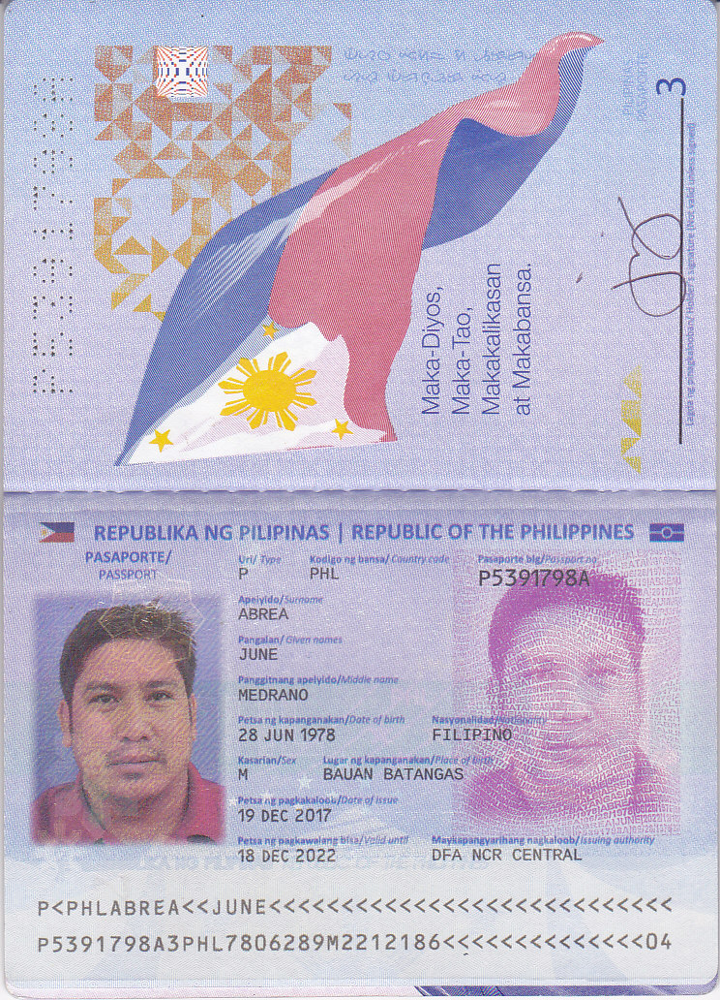 P5391798A
PILIPINAS
PASAPORTE
3
Maka-Diyos,
Maka-Tao,
Makakalikasan
at Makabansa.
Lagda ng pinagkalooban/ Holder's signature (Not valid unless signed)
REPUBLIKA NG PILIPINAS | REPUBLIC OF THE PHILIPPINES
PASAPORTE/
PASSPORT
Uri/ Type Kodigo ng bansa/ Country code Pasaporte blg/Passport no.
P PHL P5391798A
Apelyido/Surname
ABREA
Pangalan/ Given names
JUNE
Panggitnang apelyido/Middle name
MEDRANO
Petsa ng kapanganakan/Date of birth Nasyonalidad/Nationality
28 JUN 1978 FILIPINO
Kasarian/Sex Lugar ng kapanganakan/Place of birth
M BAUAN BATANGAS
Petsa ng pagkakaloob/Date of issue
19 DEC 2017
Petsa ng pagkawalang bisa/Valid until Maykapangyarihang nagkaloob/Issuing authority
18 DEC 2022 DFA NCR CENTRAL
P<PHLABREA<<JUNE<<<<<<<<<<<<<<<<<<<<<<<<<<<<
P5391798A3PHL7806289M2212186<<<<<<<<<<<<<<04